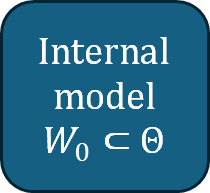 Internal
model
W₀ ⊂ Θ